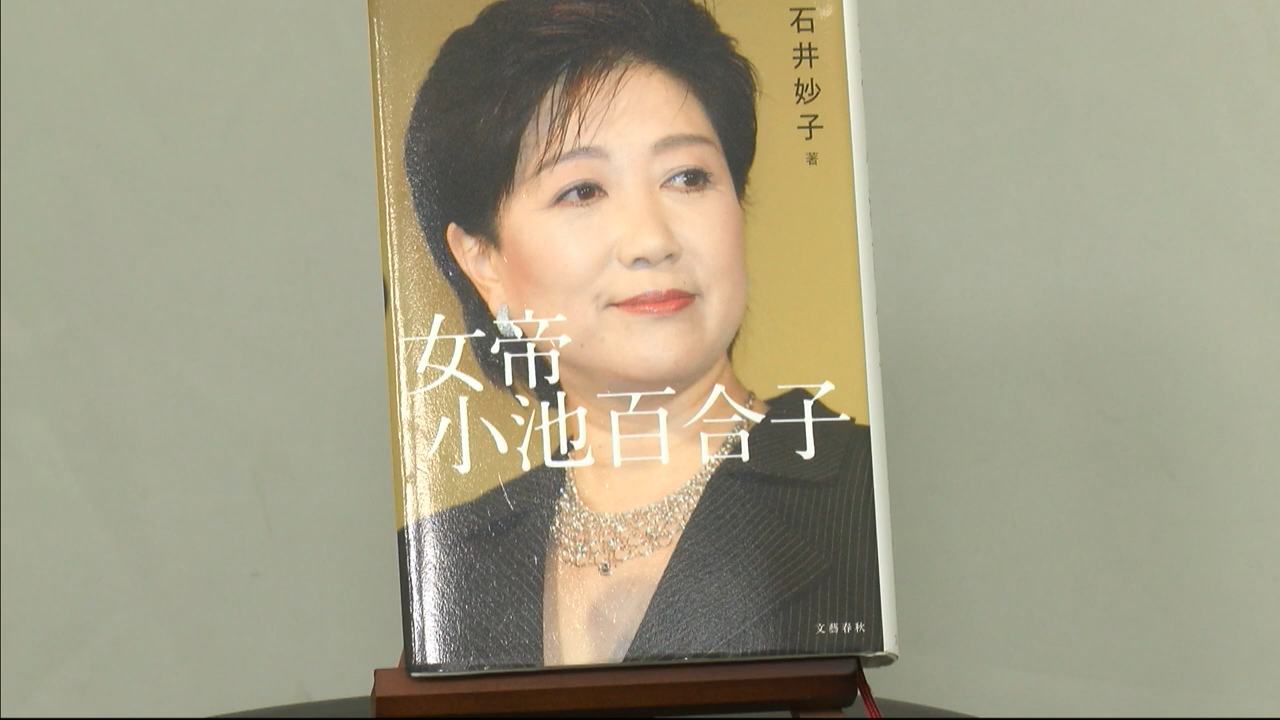 石井妙子 著
女帝
小池百合子
文藝春秋